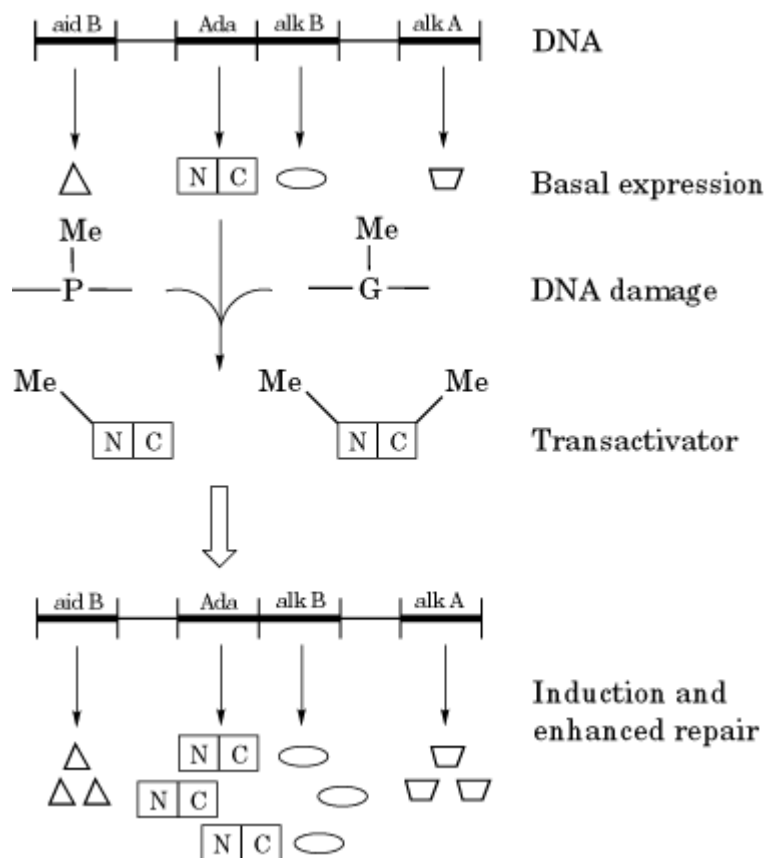 aid B Ada alk B alk A DNA
N C Basal expression
Me Me
P G DNA damage
Me Me Me
N C N C Transactivator
aid B Ada alk B alk A
Induction and
enhanced repair
N C
N C
N C